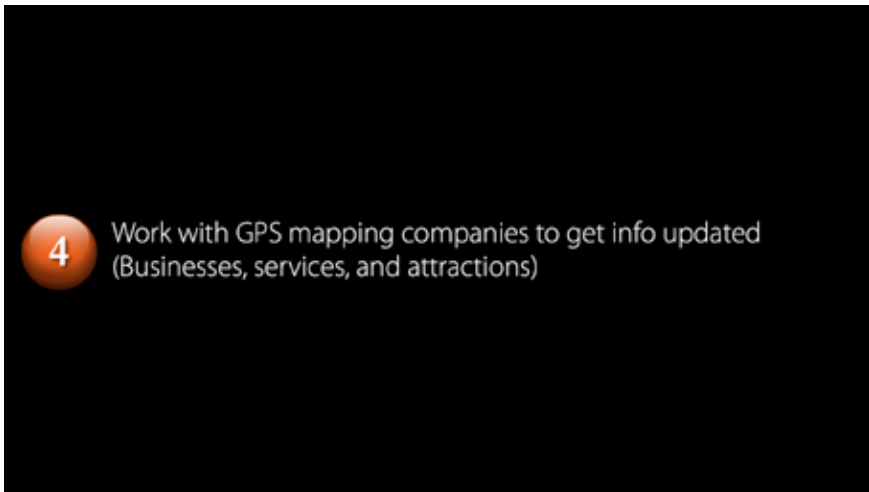 4
Work with GPS mapping companies to get info updated
(Businesses, services, and attractions)